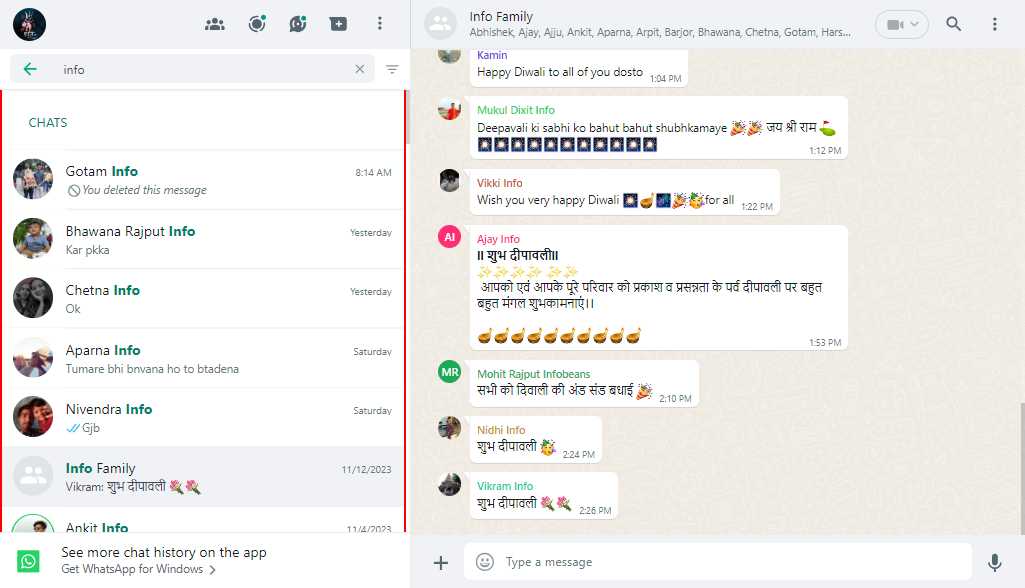 info
CHATS
Gotam Info
8:14 AM
You deleted this message
Bhawana Rajput Info
Yesterday
Kar pkka
Chetna Info
Yesterday
Ok
Aparna Info
Saturday
Tumare bhi bnvana ho to btadena
Nivendra Info
Saturday
Gjb
Info Family
11/12/2023
Vikram: शुभ दीपावली 💐💐
Ankit Info
11/4/2023
See more chat history on the app
Get WhatsApp for Windows >
Info Family
Abhishek, Ajay, Ajju, Ankit, Aparna, Arpit, Barjor, Bhawana, Chetna, Gotam, Hars...
Kamin
Happy Diwali to all of you dosto
1:04 PM
Mukul Dixit Info
Deepavali ki sabhi ko bahut bahut shubhkamaye 🎉🎉 जय श्री राम ⛳
🎆🎆🎆🎆🎆🎆🎆🎆🎆🎆🎆
1:12 PM
Vikki Info
Wish you very happy Diwali 🎆🪔🎆🎉🥳for all
1:22 PM
AI
Ajay Info
॥ शुभ दीपावली॥
✨✨✨✨ ✨✨
आपको एवं आपके पूरे परिवार को प्रकाश व प्रसन्नता के पर्व दीपावली पर बहुत
बहुत मंगल शुभकामनाएं।।
🪔🪔🪔🪔🪔🪔🪔🪔🪔🪔
1:53 PM
MR
Mohit Rajput Infobeans
सभी को दिवाली की अंड संड बधाई 🎉
2:10 PM
Nidhi Info
शुभ दीपावली 🥳
2:24 PM
Vikram Info
शुभ दीपावली 💐💐
2:26 PM
Type a message